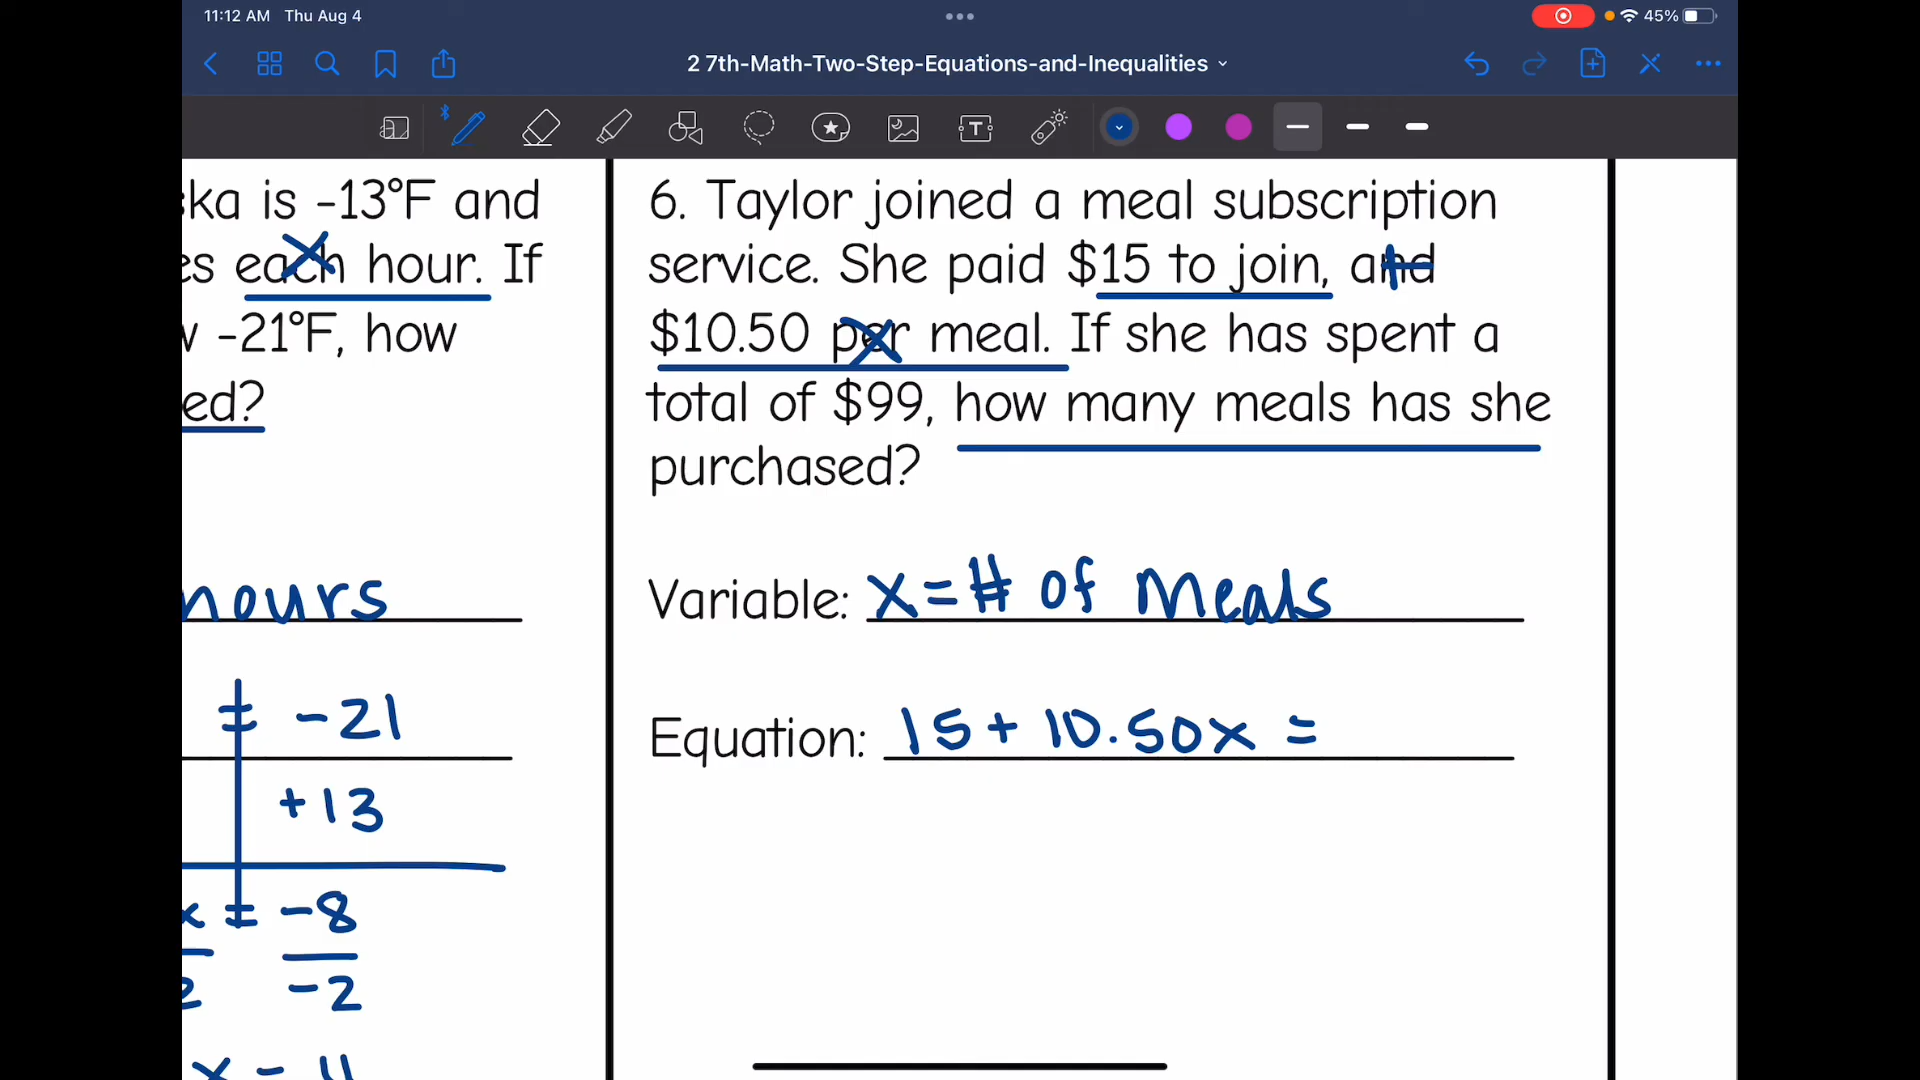 11:12 AM Thu Aug 4
45%
2 7th-Math-Two-Step-Equations-and-Inequalities
ka is -13°F and
es each hour. If
-21°F, how
ed?
hours
= -21
+13
x = -8
-2
x = 4
6. Taylor joined a meal subscription
service. She paid $15 to join, and
$10.50 per meal. If she has spent a
total of $99, how many meals has she
purchased?
Variable: x = # of meals
Equation: 15 + 10.50x =